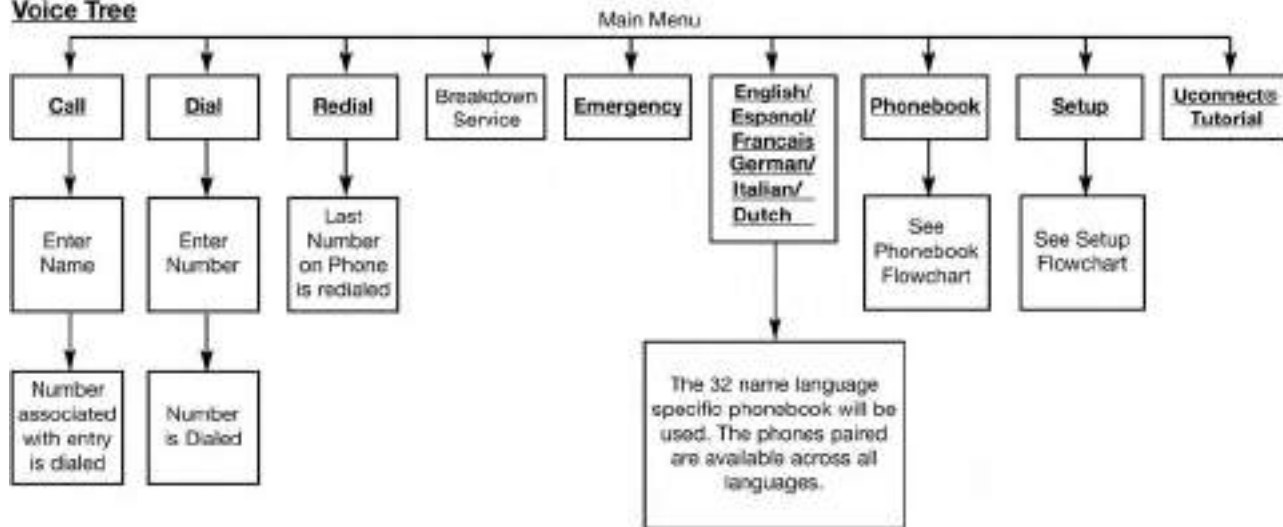 Voice Tree
Main Menu
Call
Dial
Redial
Breakdown
Service
Emergency
English/
Espanol/
Francais
German/
Italian/
Dutch
Phonebook
Setup
Uconnect®
Tutorial
Enter
Name
Enter
Number
Last
Number
on Phone
is redialed
See
Phonebook
Flowchart
See Setup
Flowchart
Number
associated
with entry
is dialed
Number
is Dialed
The 32 name language
specific phonebook will be
used. The phones paired
are available across all
languages.